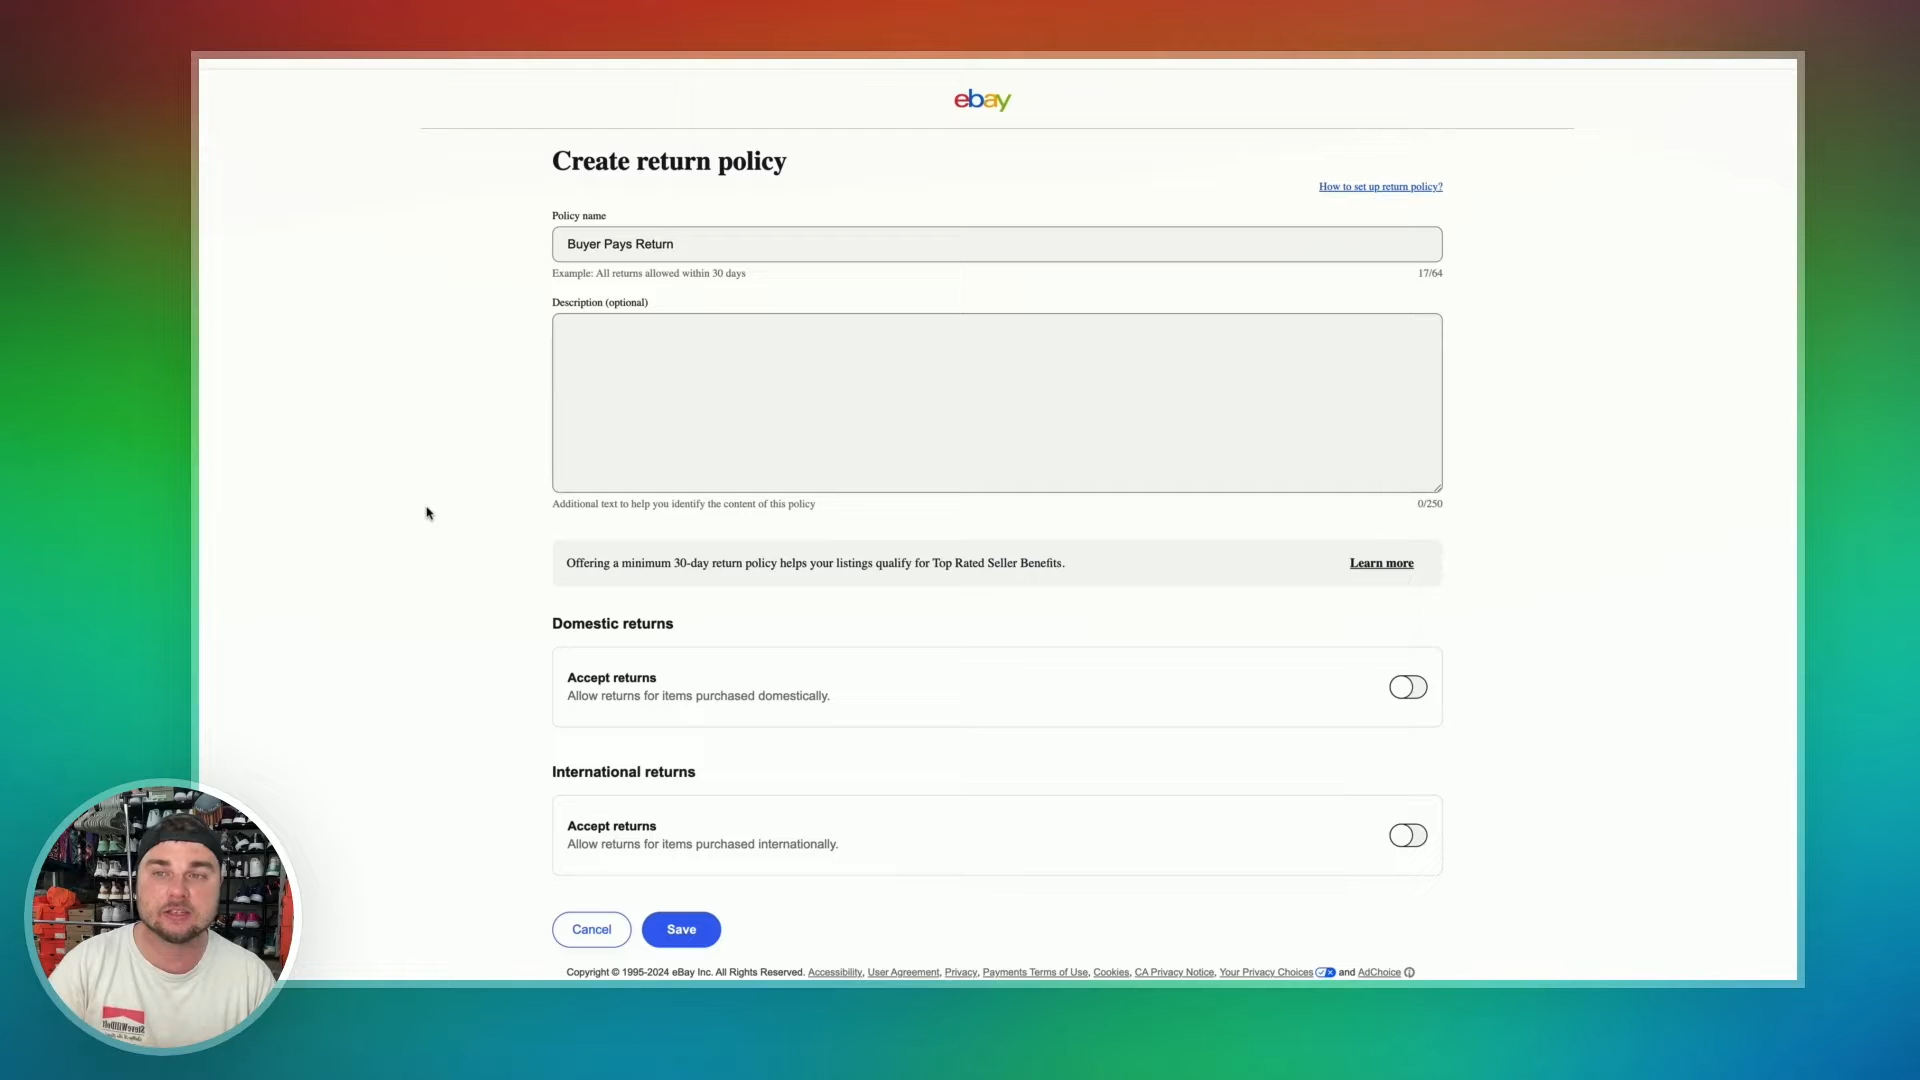 ebay
Create return policy
How to set up return policy?
Policy name
Buyer Pays Return
Example: All returns allowed within 30 days
17/64
Description (optional)
Additional text to help you identify the content of this policy
0/250
Offering a minimum 30-day return policy helps your listings qualify for Top Rated Seller Benefits.
Learn more
Domestic returns
Accept returns
Allow returns for items purchased domestically.
International returns
Accept returns
Allow returns for items purchased internationally.
Cancel
Save
Copyright © 1995-2024 eBay Inc. All Rights Reserved. Accessibility, User Agreement, Privacy, Payments Terms of Use, Cookies, CA Privacy Notice, Your Privacy Choices and AdChoice
SteveWillDoIt